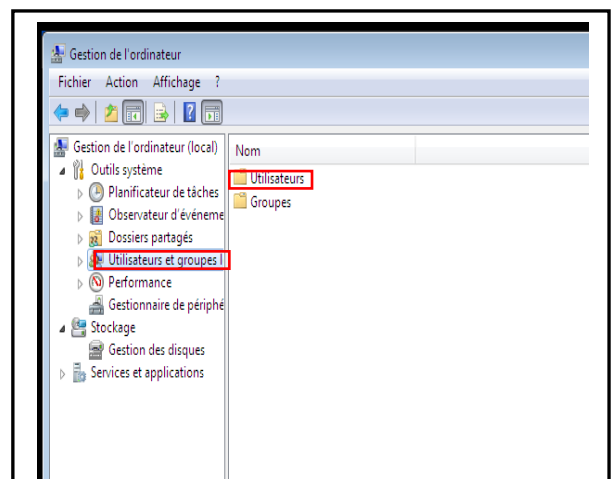 Gestion de l'ordinateur
Fichier Action Affichage ?
Gestion de l'ordinateur (local)
Outils système
Planificateur de tâches
Observateur d'événeme
Dossiers partagés
Utilisateurs et groupes l
Performance
Gestionnaire de périphé
Stockage
Gestion des disques
Services et applications
Nom
Utilisateurs
Groupes